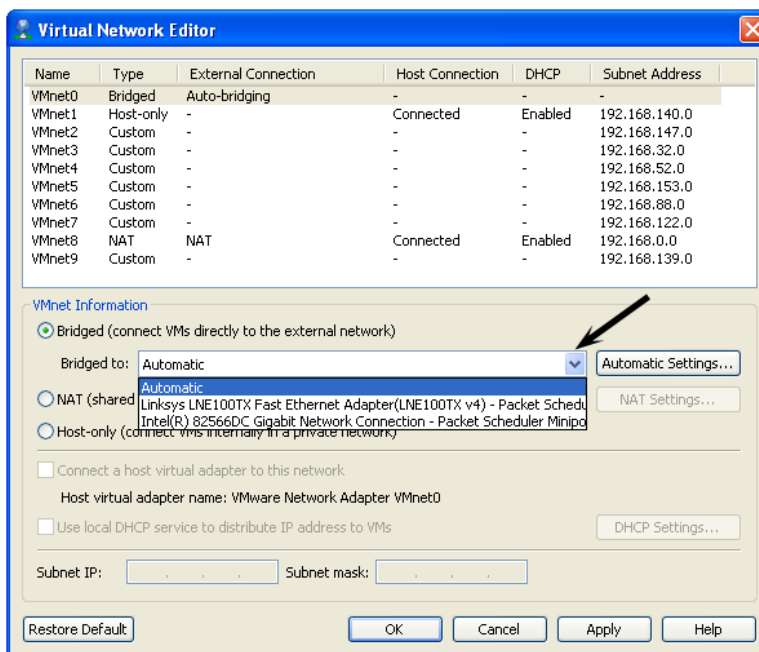 Virtual Network Editor
Name Type External Connection Host Connection DHCP Subnet Address
VMnet0 Bridged Auto-bridging - - -
VMnet1 Host-only - Connected Enabled 192.168.140.0
VMnet2 Custom - - - 192.168.147.0
VMnet3 Custom - - - 192.168.32.0
VMnet4 Custom - - - 192.168.52.0
VMnet5 Custom - - - 192.168.153.0
VMnet6 Custom - - - 192.168.88.0
VMnet7 Custom - - - 192.168.122.0
VMnet8 NAT NAT Connected Enabled 192.168.0.0
VMnet9 Custom - - - 192.168.139.0
VMnet Information
Bridged (connect VMs directly to the external network)
Bridged to: Automatic Automatic Settings...
Automatic
NAT (shared Linksys LNE100TX Fast Ethernet Adapter(LNE100TX v4) - Packet Schedu NAT Settings...
Intel(R) 82566DC Gigabit Network Connection - Packet Scheduler Minipo
Host-only (connect VMs internally in a private network)
Connect a host virtual adapter to this network
Host virtual adapter name: VMware Network Adapter VMnet0
Use local DHCP service to distribute IP address to VMs DHCP Settings...
Subnet IP: . . . Subnet mask: . . .
Restore Default OK Cancel Apply Help